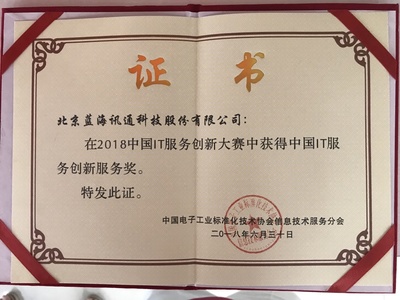 证书
北京蓝海讯通科技股份有限公司：
在2018中国IT服务创新大赛中获得中国IT服
务创新服务奖。
特发此证。
中国电子工业标准化技术协会信息技术服务分会
二〇一八年六月三十日